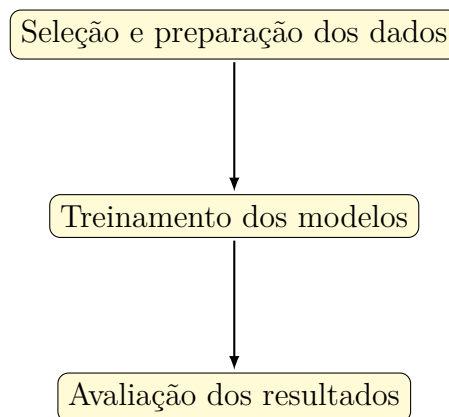 Seleção e preparação dos dados
Treinamento dos modelos
Avaliação dos resultados